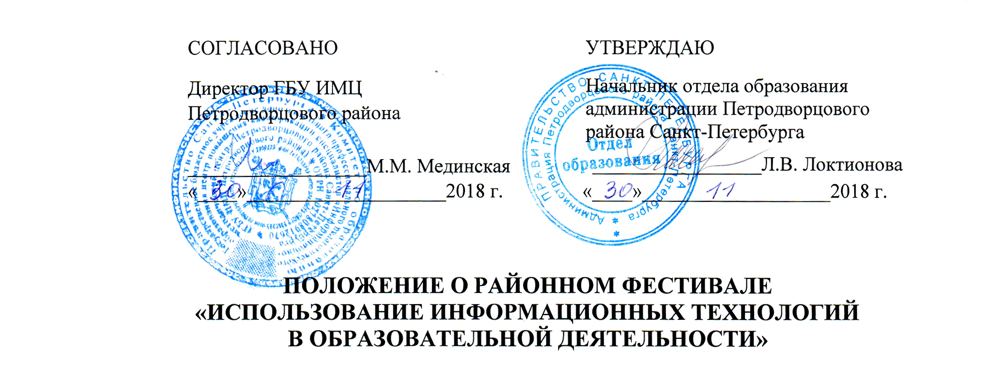 СОГЛАСОВАНО
Директор ГБУ ИМЦ
Петродворцового района
М.М. Мединская
«30» 11 2018 г.
УТВЕРЖДАЮ
Начальник отдела образования
администрации Петродворцового
района Санкт-Петербурга
Л.В. Локтионова
«30» 11 2018 г.
ПРАВИТЕЛЬСТВО САНКТ-ПЕТЕРБУРГА
Администрация Петродворцового района Санкт-Петербурга
Отдел
образования
ПОЛОЖЕНИЕ О РАЙОННОМ ФЕСТИВАЛЕ
«ИСПОЛЬЗОВАНИЕ ИНФОРМАЦИОННЫХ ТЕХНОЛОГИЙ
В ОБРАЗОВАТЕЛЬНОЙ ДЕЯТЕЛЬНОСТИ»